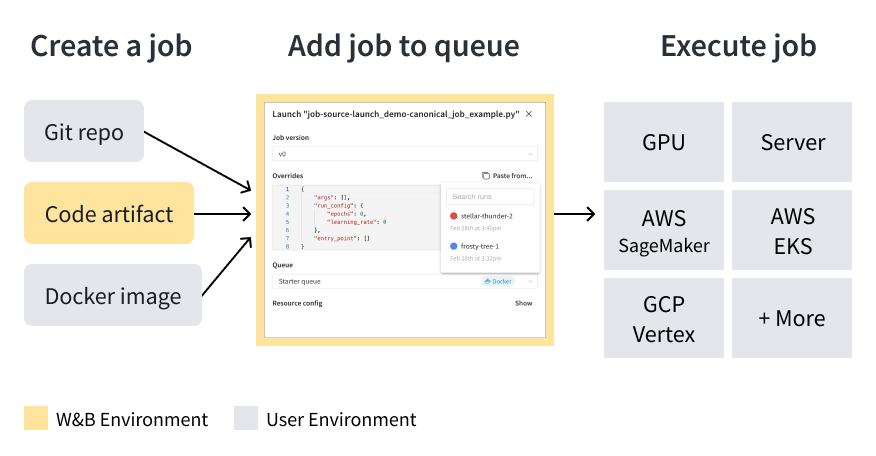 Create a job
Add job to queue
Execute job
Git repo
Code artifact
Docker image
Launch "job-source-launch_demo-canonical_job_example.py"
Job version
v0
Overrides
Paste from...
1 {
2 "args": [],
3 "run_config": {
4 "epochs": 0,
5 "learning_rate": 0
6 },
7 "entry_point": []
8 }
Search runs
stellar-thunder-2
Feb 28th at 3:40pm
frosty-tree-1
Feb 28th at 3:32pm
Queue
Starter queue
Docker
Resource config
Show
GPU
Server
AWS
SageMaker
AWS
EKS
GCP
Vertex
+ More
W&B Environment
User Environment